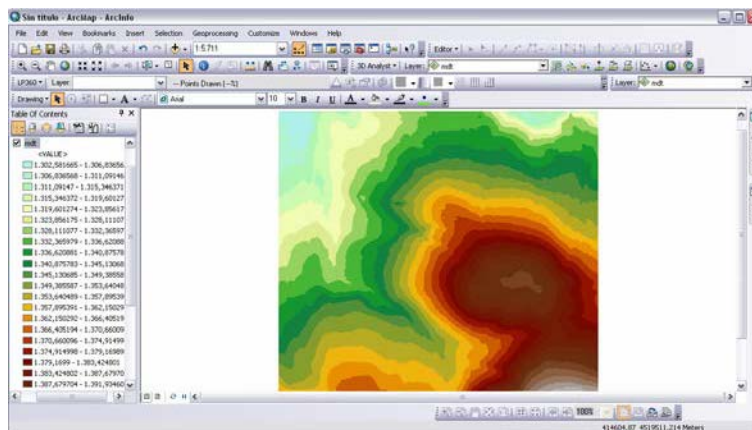 Sin título - ArcMap - ArcInfo
File Edit View Bookmarks Insert Selection Geoprocessing Customize Windows Help
1:5.711
Editor
3D Analyst Layer: mdt
LP360 Layer: --Points Drawn (--%)
Layer: mdt
Drawing A Arial 10 B I U A
Table Of Contents
mdt
<VALUE>
1.302,581665 - 1.306,83656
1.306,836568 - 1.311,09146
1.311,09147 - 1.315,346371
1.315,346372 - 1.319,60127
1.319,601274 - 1.323,85617
1.323,856175 - 1.328,11107
1.328,111077 - 1.332,36597
1.332,365979 - 1.336,62088
1.336,620881 - 1.340,87578
1.340,875783 - 1.345,13068
1.345,130685 - 1.349,38558
1.349,385587 - 1.353,64048
1.353,640489 - 1.357,89539
1.357,895391 - 1.362,15029
1.362,150292 - 1.366,40519
1.366,405194 - 1.370,66009
1.370,660096 - 1.374,91499
1.374,914998 - 1.379,16989
1.379,1699 - 1.383,424801
1.383,424802 - 1.387,67970
1.387,679704 - 1.391,93460
100%
414604,87 4519511,214 Meters